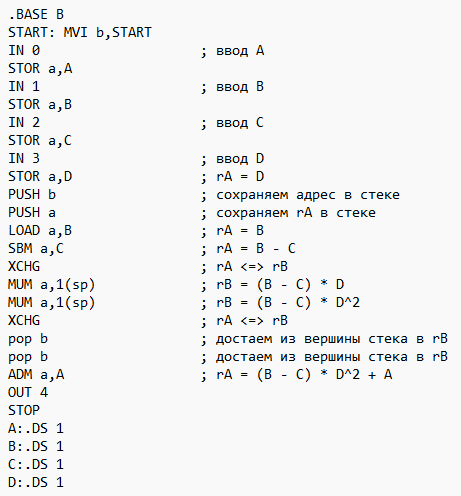 .BASE B
START: MVI b,START
IN 0 ; ввод A
STOR a,A
IN 1 ; ввод B
STOR a,B
IN 2 ; ввод C
STOR a,C
IN 3 ; ввод D
STOR a,D ; rA = D
PUSH b ; сохраняем адрес в стеке
PUSH a ; сохраняем rA в стеке
LOAD a,B ; rA = B
SBM a,C ; rA = B - C
XCHG ; rA <=> rB
MUM a,1(sp) ; rB = (B - C) * D
MUM a,1(sp) ; rB = (B - C) * D^2
XCHG ; rA <=> rB
pop b ; достаем из вершины стека в rB
pop b ; достаем из вершины стека в rB
ADM a,A ; rA = (B - C) * D^2 + A
OUT 4
STOP
A:.DS 1
B:.DS 1
C:.DS 1
D:.DS 1